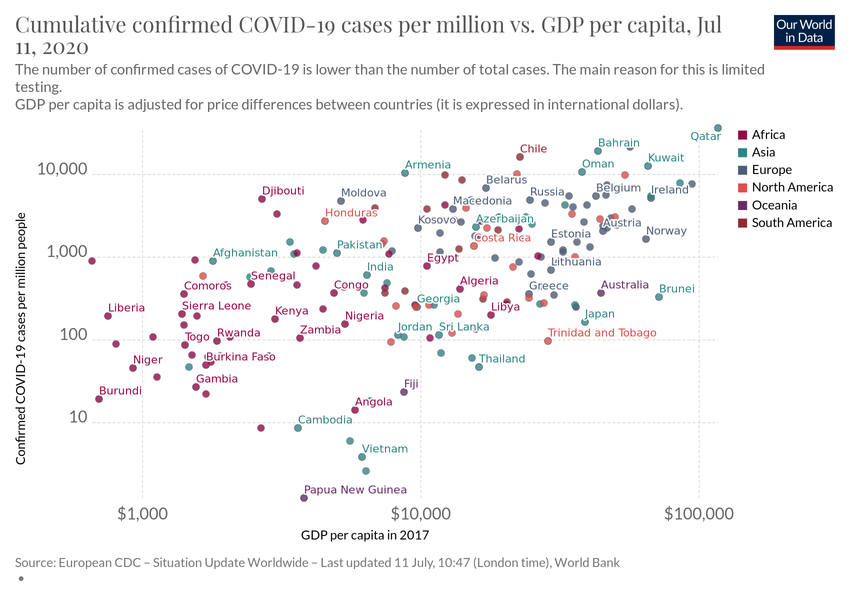 Cumulative confirmed COVID-19 cases per million vs. GDP per capita, Jul
11, 2020
Our World
in Data
The number of confirmed cases of COVID-19 is lower than the number of total cases. The main reason for this is limited
testing.
GDP per capita is adjusted for price differences between countries (it is expressed in international dollars).
Qatar
Africa
Asia
Europe
North America
Oceania
South America
Confirmed COVID-19 cases per million people
10,000
1,000
100
10
Chile
Bahrain
Kuwait
Oman
Armenia
Belarus
Russia
Belgium
Ireland
Djibouti
Moldova
Macedonia
Honduras
Kosovo
Azerbaijan
Austria
Norway
Costa Rica
Estonia
Afghanistan
Pakistan
Egypt
Lithuania
India
Senegal
Algeria
Comoros
Congo
Greece
Australia
Brunei
Georgia
Liberia
Sierra Leone
Kenya
Nigeria
Libya
Japan
Togo
Rwanda
Zambia
Jordan
Sri Lanka
Trinidad and Tobago
Niger
Burkina Faso
Thailand
Gambia
Burundi
Fiji
Angola
Cambodia
Vietnam
Papua New Guinea
$1,000
$10,000
$100,000
GDP per capita in 2017
Source: European CDC – Situation Update Worldwide – Last updated 11 July, 10:47 (London time), World Bank